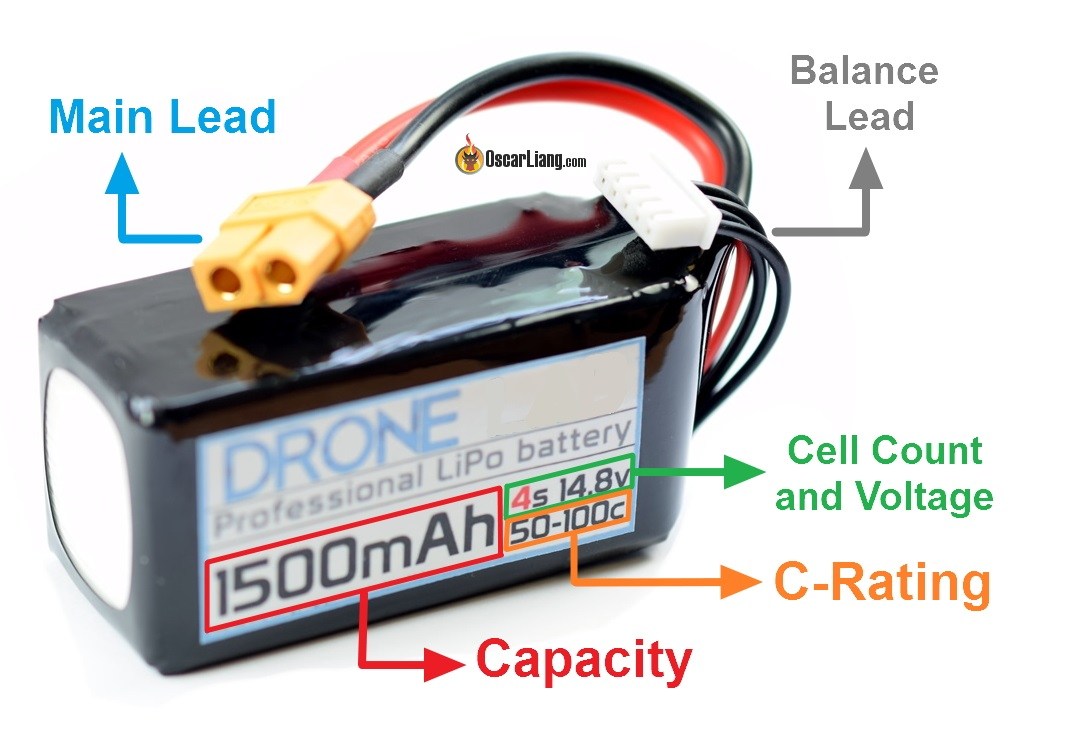 Balance
Lead
Main Lead
OscarLiang.com
DRONE
Professional LiPo battery
4s 14.8v
50-100c
1500mAh
Cell Count
and Voltage
C-Rating
Capacity